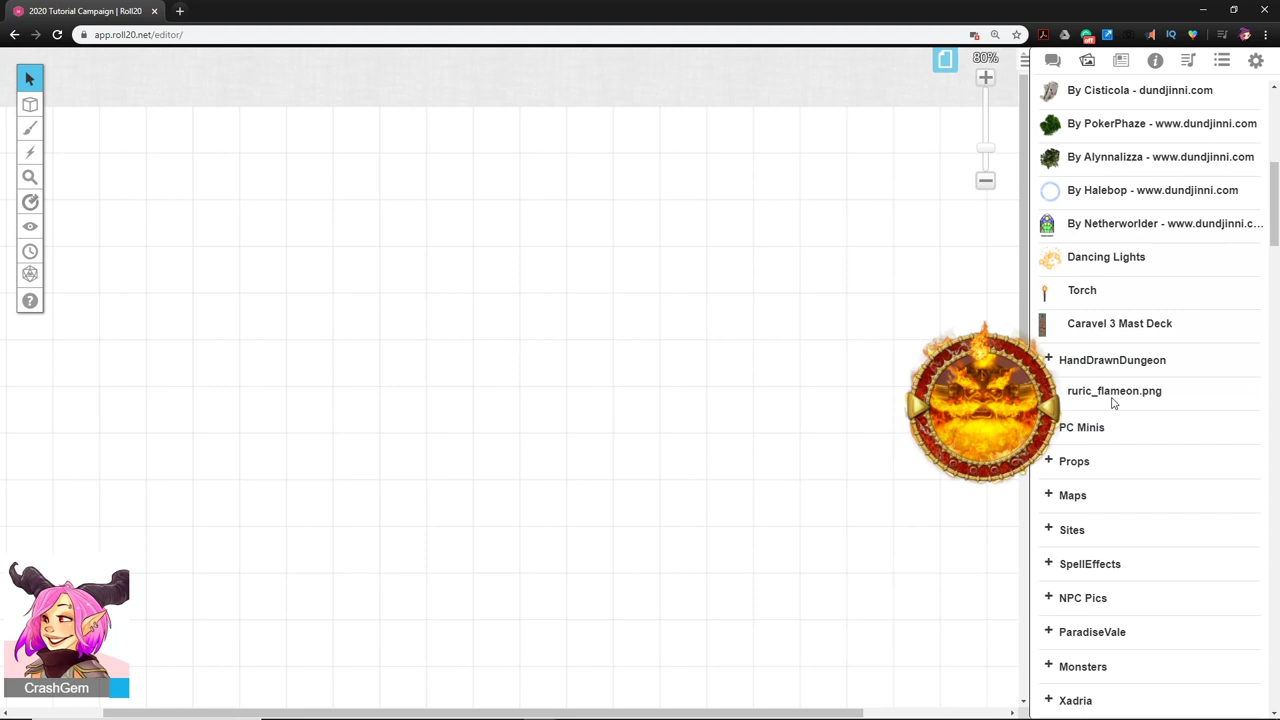 2020 Tutorial Campaign | Roll20
app.roll20.net/editor/
off
IQ
80%
By Cisticola - dundjinni.com
By PokerPhaze - www.dundjinni.com
By Alynnalizza - www.dundjinni.com
By Halebop - www.dundjinni.com
By Netherworlder - www.dundjinni.c...
Dancing Lights
Torch
Caravel 3 Mast Deck
HandDrawnDungeon
ruric_flameon.png
PC Minis
Props
Maps
Sites
SpellEffects
NPC Pics
ParadiseVale
Monsters
Xadria
CrashGem